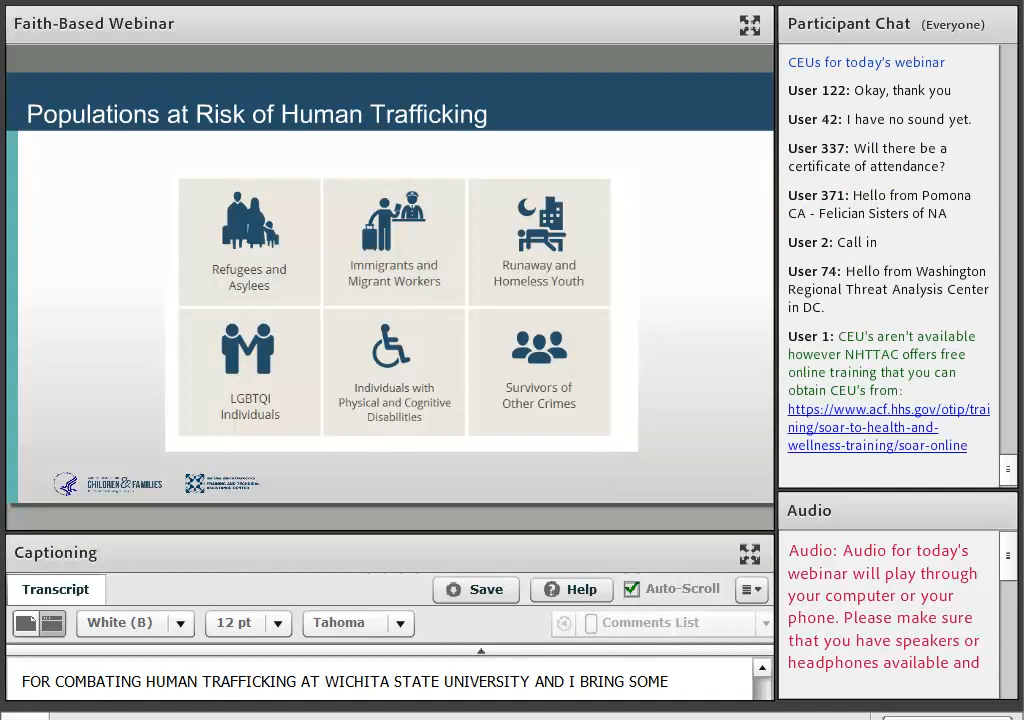 Faith-Based Webinar
Populations at Risk of Human Trafficking
Refugees and
Asylees
Immigrants and
Migrant Workers
Runaway and
Homeless Youth
LGBTQI
Individuals
Individuals with
Physical and Cognitive
Disabilities
Survivors of
Other Crimes
CHILDREN & FAMILIES
NATIONAL HUMAN TRAFFICKING
TRAINING AND TECHNICAL
ASSISTANCE CENTER
Captioning
Transcript
Save
Help
Auto-Scroll
White (B)
12 pt
Tahoma
Comments List
FOR COMBATING HUMAN TRAFFICKING AT WICHITA STATE UNIVERSITY AND I BRING SOME
Participant Chat (Everyone)
CEUs for today's webinar
User 122: Okay, thank you
User 42: I have no sound yet.
User 337: Will there be a
certificate of attendance?
User 371: Hello from Pomona
CA - Felician Sisters of NA
User 2: Call in
User 74: Hello from Washington
Regional Threat Analysis Center
in DC.
User 1: CEU's aren't available
however NHTTAC offers free
online training that you can
obtain CEU's from:
https://www.acf.hhs.gov/otip/trai
ning/soar-to-health-and-
wellness-training/soar-online
Audio
Audio: Audio for today's
webinar will play through
your computer or your
phone. Please make sure
that you have speakers or
headphones available and